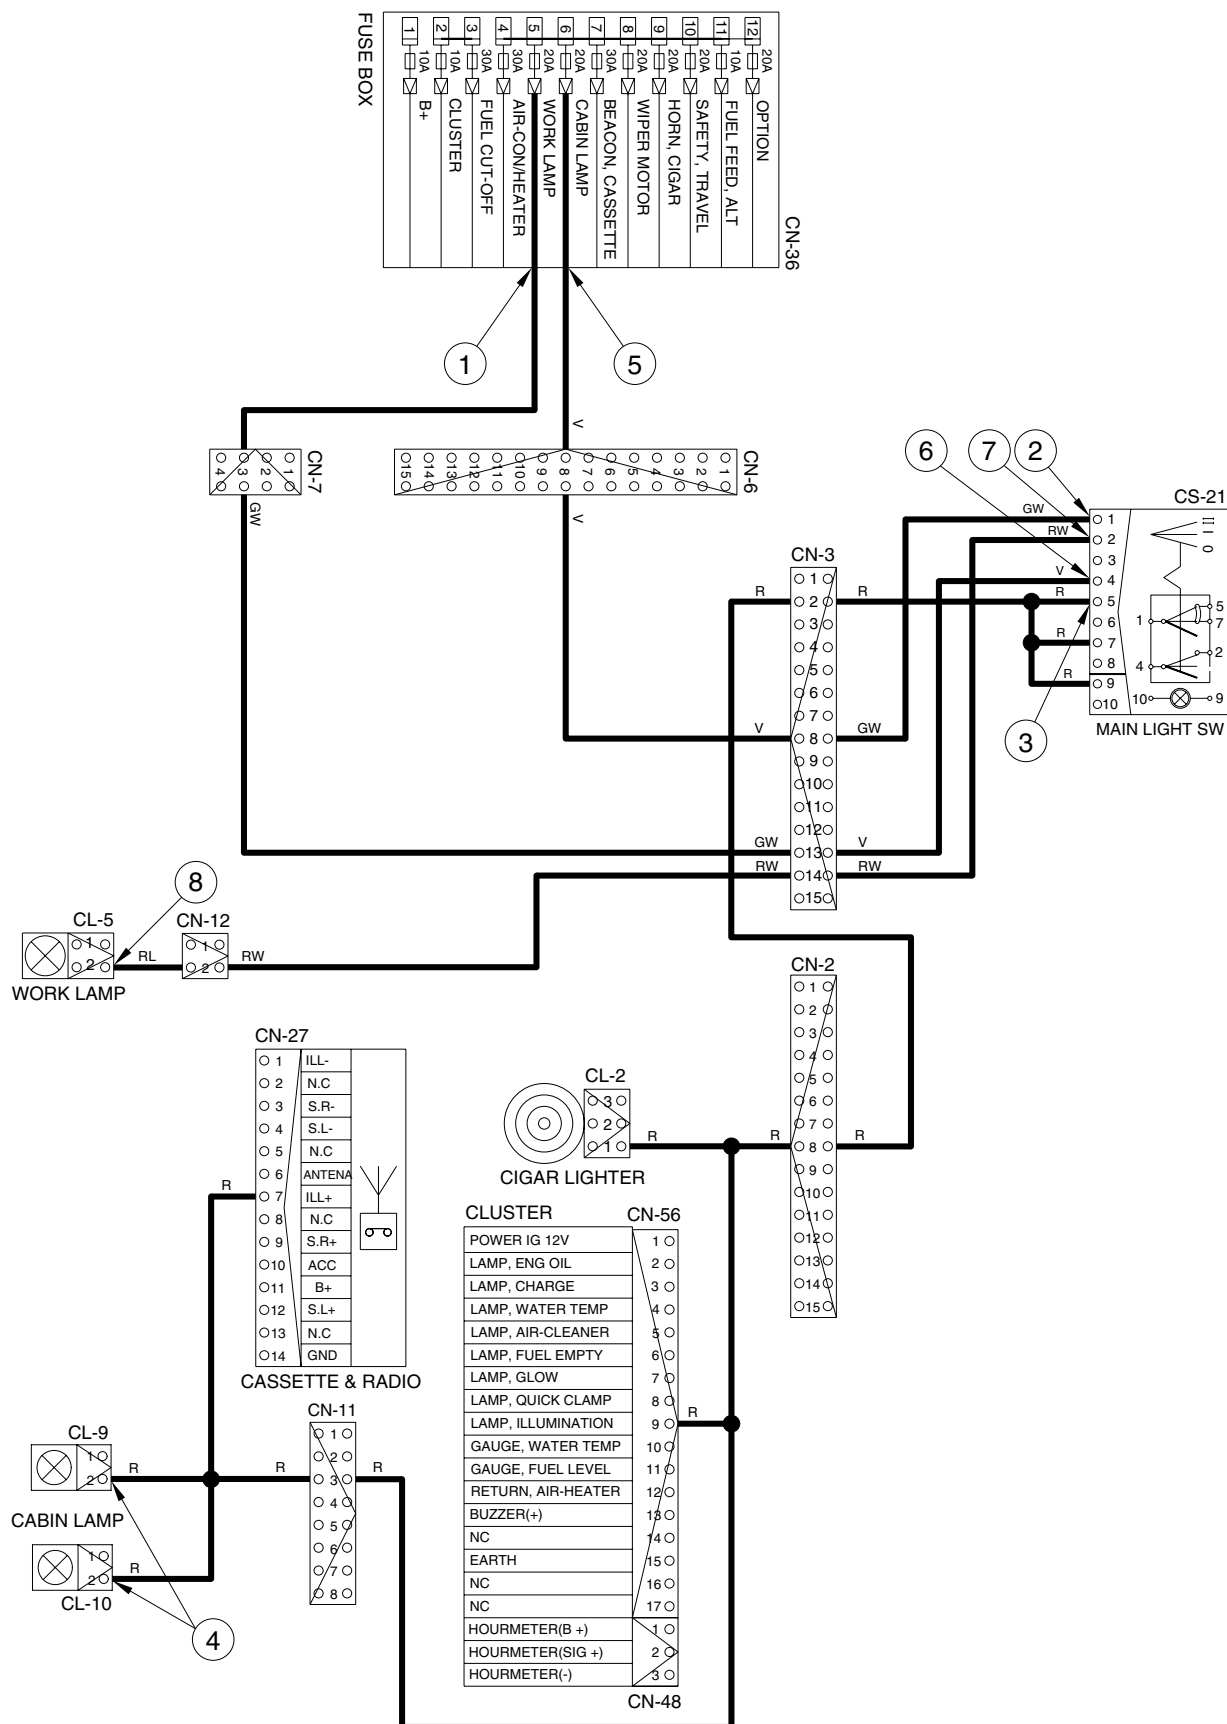 FUSE BOX
1 2 3 4 5 6 7 8 9 10 11 12
10A 10A 30A 30A 20A 20A 30A 20A 20A 20A 10A 20A
B+
CLUSTER
FUEL CUT-OFF
AIR-CON/HEATER
WORK LAMP
CABIN LAMP
BEACON, CASSETTE
WIPER MOTOR
HORN, CIGAR
SAFETY, TRAVEL
FUEL FEED, ALT
OPTION
CN-36
1
5
V
4 3 2 1
CN-7
GW
15 14 13 12 11 10 9 8 7 6 5 4 3 2 1
CN-6
V
6
7
2
CS-21
GW
RW
V
R
R
R
1
2
3
4
5
6
7
8
9
10
II I 0
1
5
7
4
2
10
9
MAIN LIGHT SW
3
CN-3
R
R
V
GW
GW
V
RW
RW
1
2
3
4
5
6
7
8
9
10
11
12
13
14
15
8
CL-5
1
2
RL
CN-12
1
2
RW
WORK LAMP
CN-2
1
2
3
4
5
6
7
8
9
10
11
12
13
14
15
R
R
CN-27
1 ILL-
2 N.C
3 S.R-
4 S.L-
5 N.C
6 ANTENA
7 ILL+
8 N.C
9 S.R+
10 ACC
11 B+
12 S.L+
13 N.C
14 GND
R
CASSETTE & RADIO
CL-2
3
2
1
R
CIGAR LIGHTER
CLUSTER
CN-56
POWER IG 12V 1
LAMP, ENG OIL 2
LAMP, CHARGE 3
LAMP, WATER TEMP 4
LAMP, AIR-CLEANER 5
LAMP, FUEL EMPTY 6
LAMP, GLOW 7
LAMP, QUICK CLAMP 8
LAMP, ILLUMINATION 9
R
GAUGE, WATER TEMP 10
GAUGE, FUEL LEVEL 11
RETURN, AIR-HEATER 12
BUZZER(+) 13
NC 14
EARTH 15
NC 16
NC 17
HOURMETER(B +) 1
HOURMETER(SIG +) 2
HOURMETER(-) 3
CN-48
CN-11
1
2
3
4
5
6
7
8
R
R
CL-9
1
2
R
CABIN LAMP
1
2
R
CL-10
4